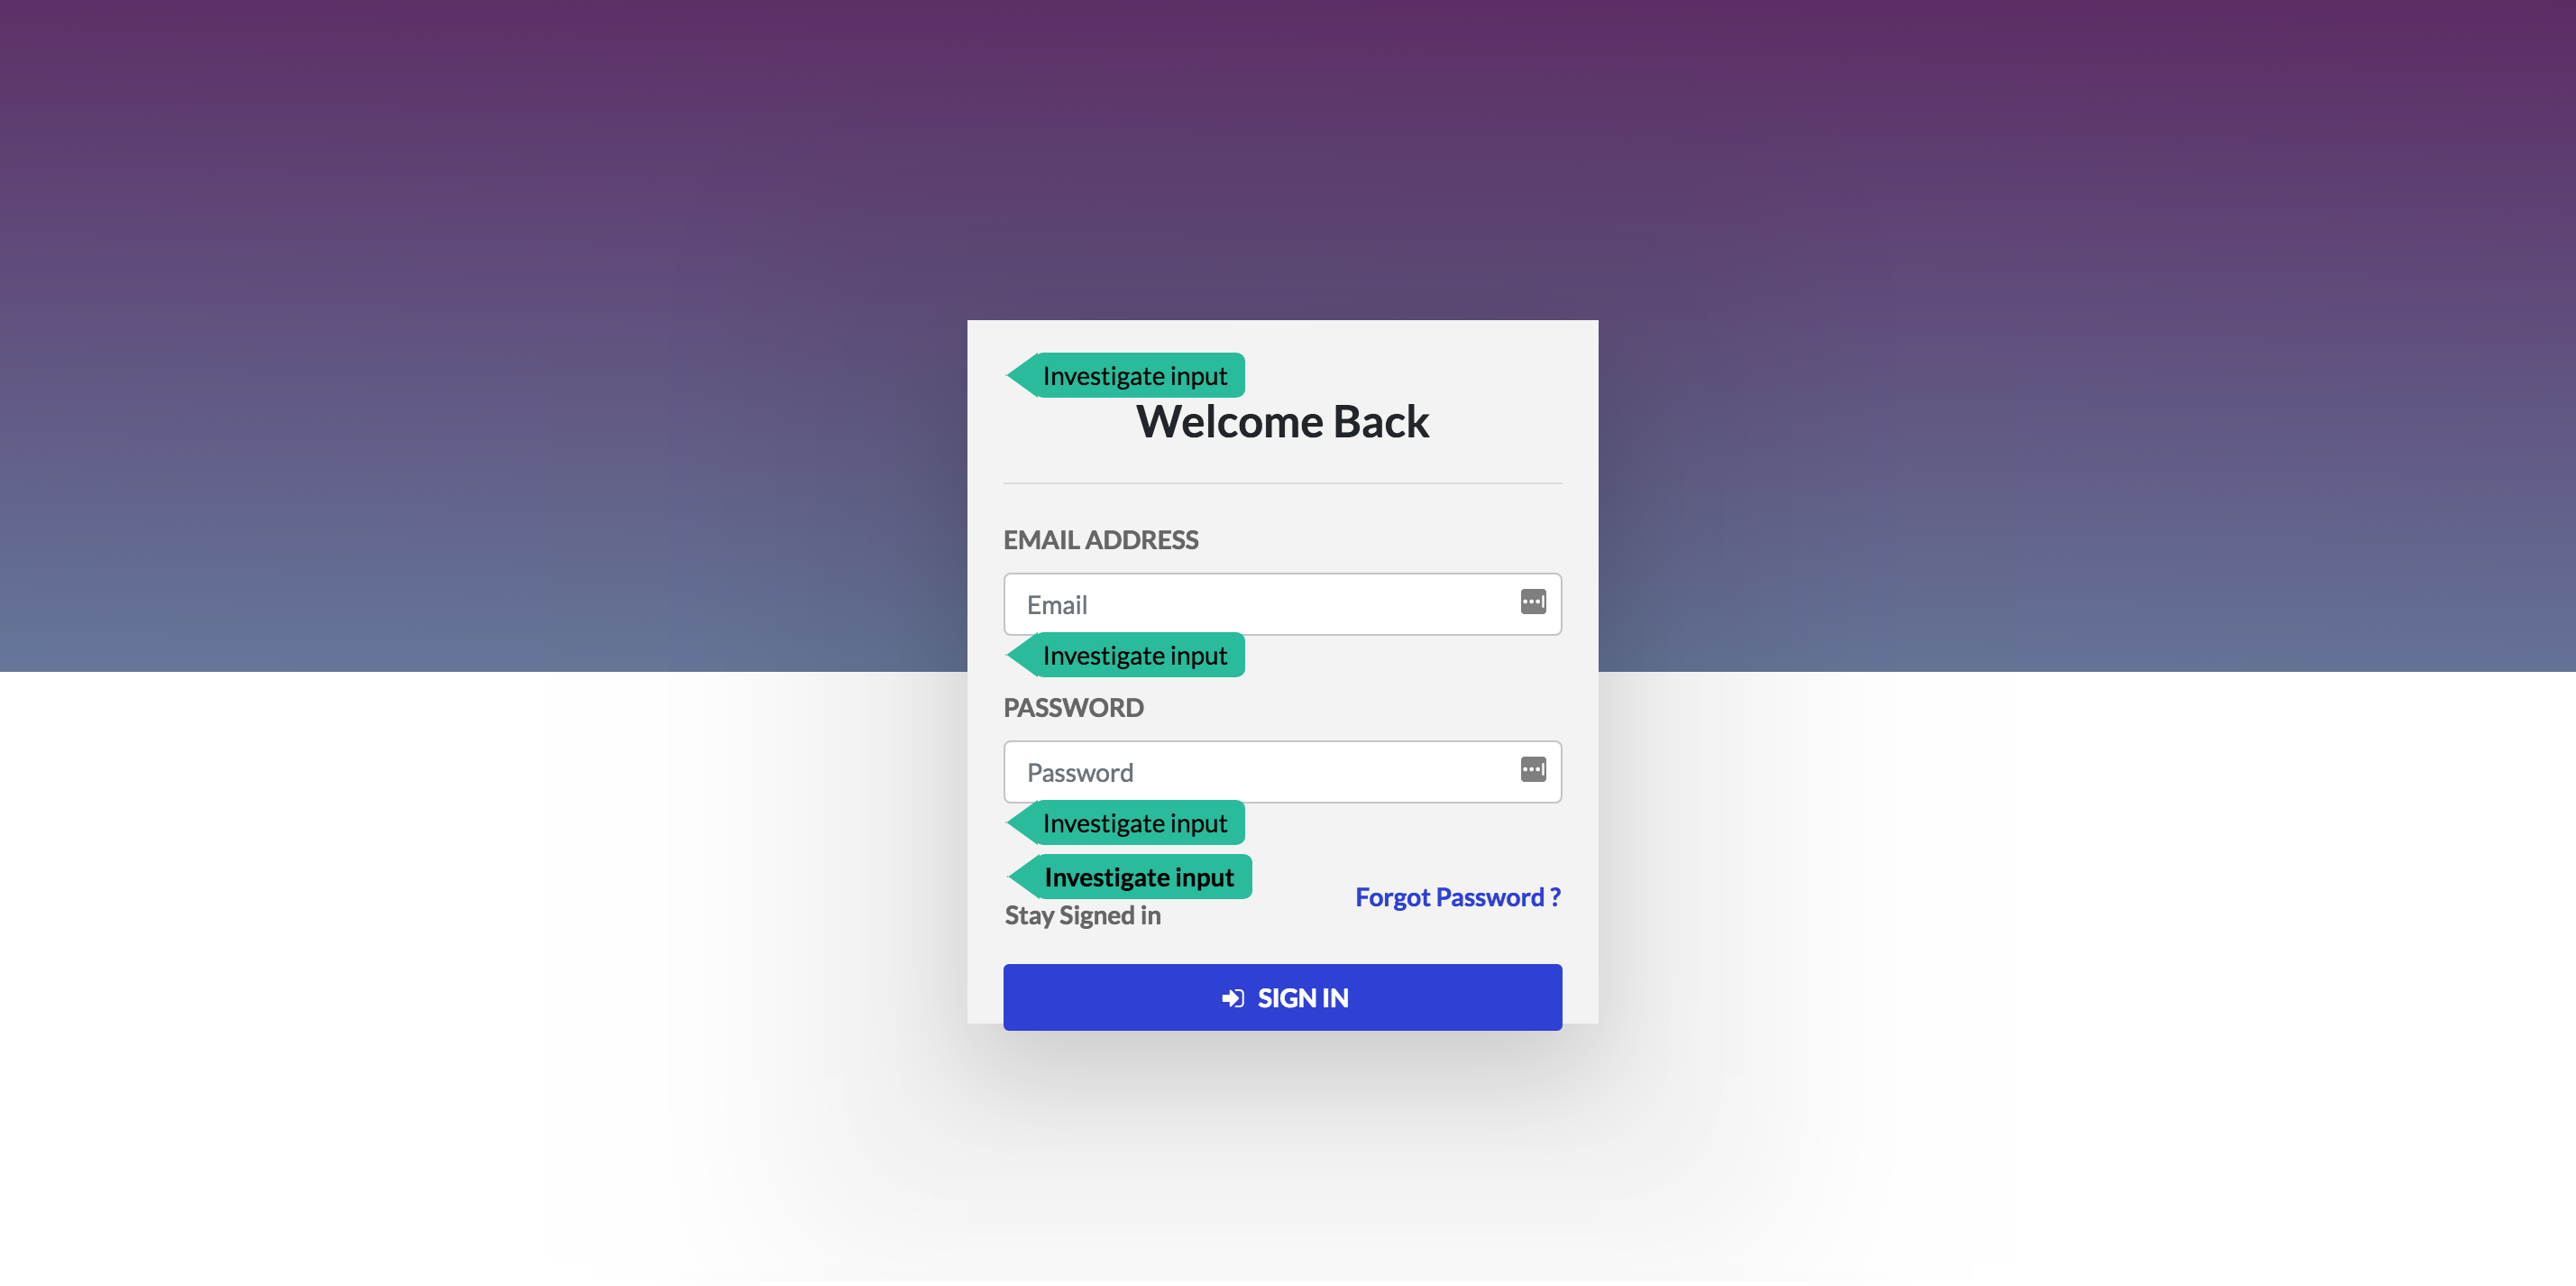 Investigate input
Welcome Back
EMAIL ADDRESS
Email
Investigate input
PASSWORD
Password
Investigate input
Investigate input
Forgot Password ?
Stay Signed in
SIGN IN